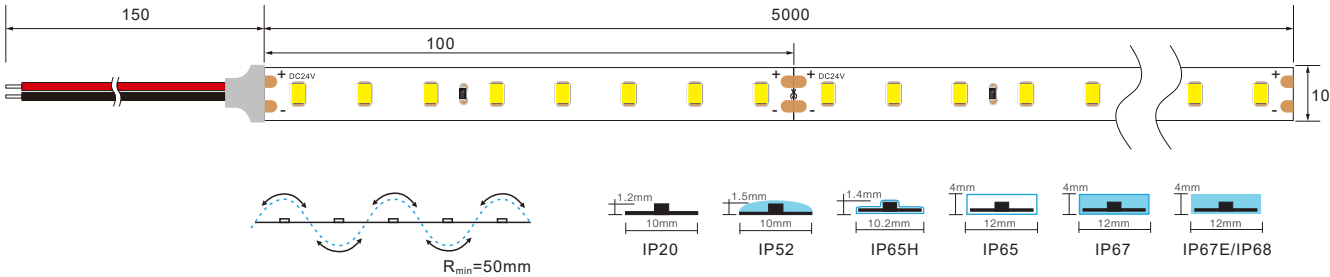 150
5000
100
+ DC24V + + DC24V +
- - - -
10
1.2mm 1.5mm 1.4mm 4mm 4mm 4mm
10mm 10mm 10.2mm 12mm 12mm 12mm
IP20 IP52 IP65H IP65 IP67 IP67E/IP68
Rmin=50mm